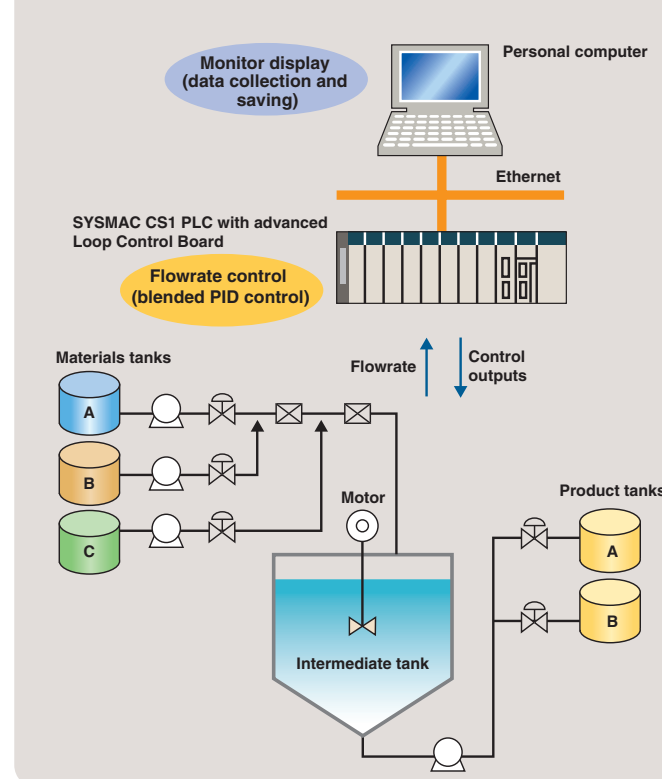 Monitor display
(data collection and
saving)
Personal computer
Ethernet
SYSMAC CS1 PLC with advanced
Loop Control Board
Flowrate control
(blended PID control)
Flowrate
Control
outputs
Materials tanks
A
B
C
Motor
Intermediate tank
Product tanks
A
B